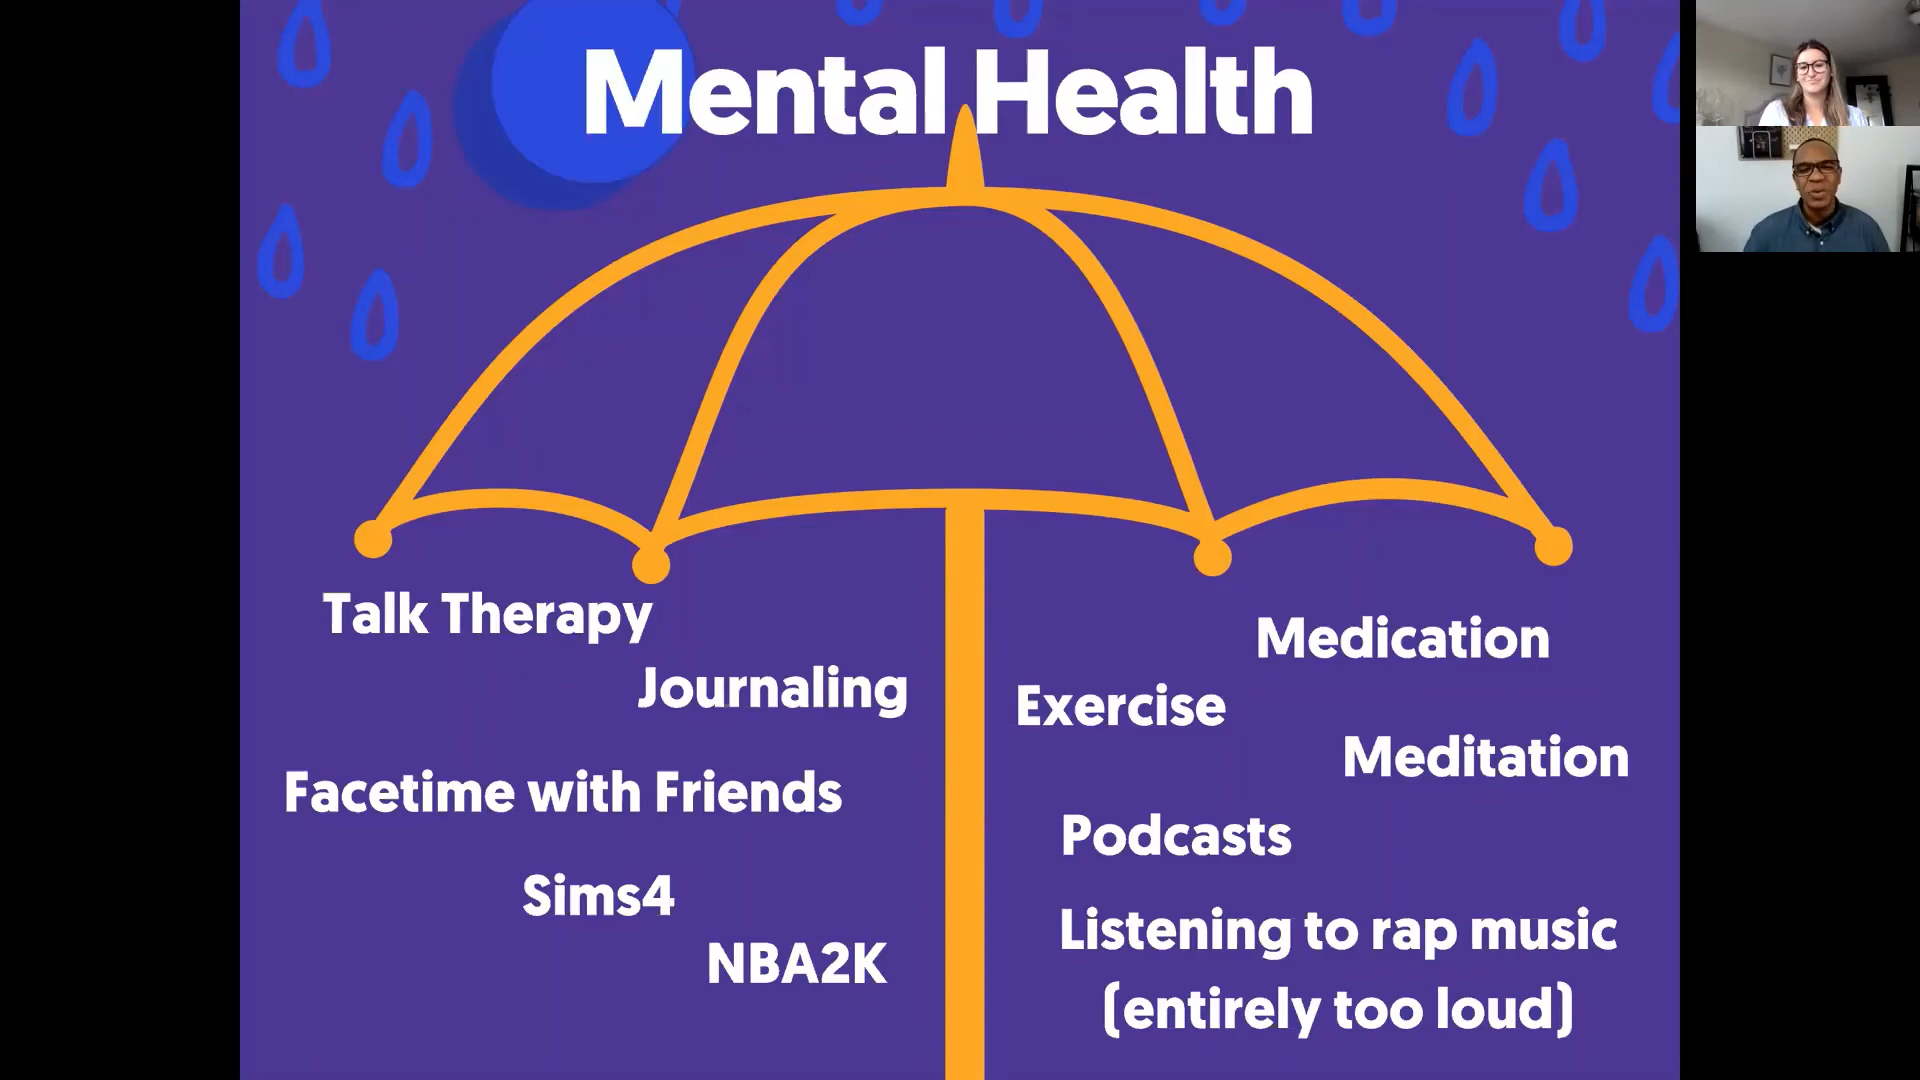 Mental Health
Talk Therapy
Journaling
Facetime with Friends
Sims4
NBA2K
Medication
Exercise
Meditation
Podcasts
Listening to rap music
(entirely too loud)